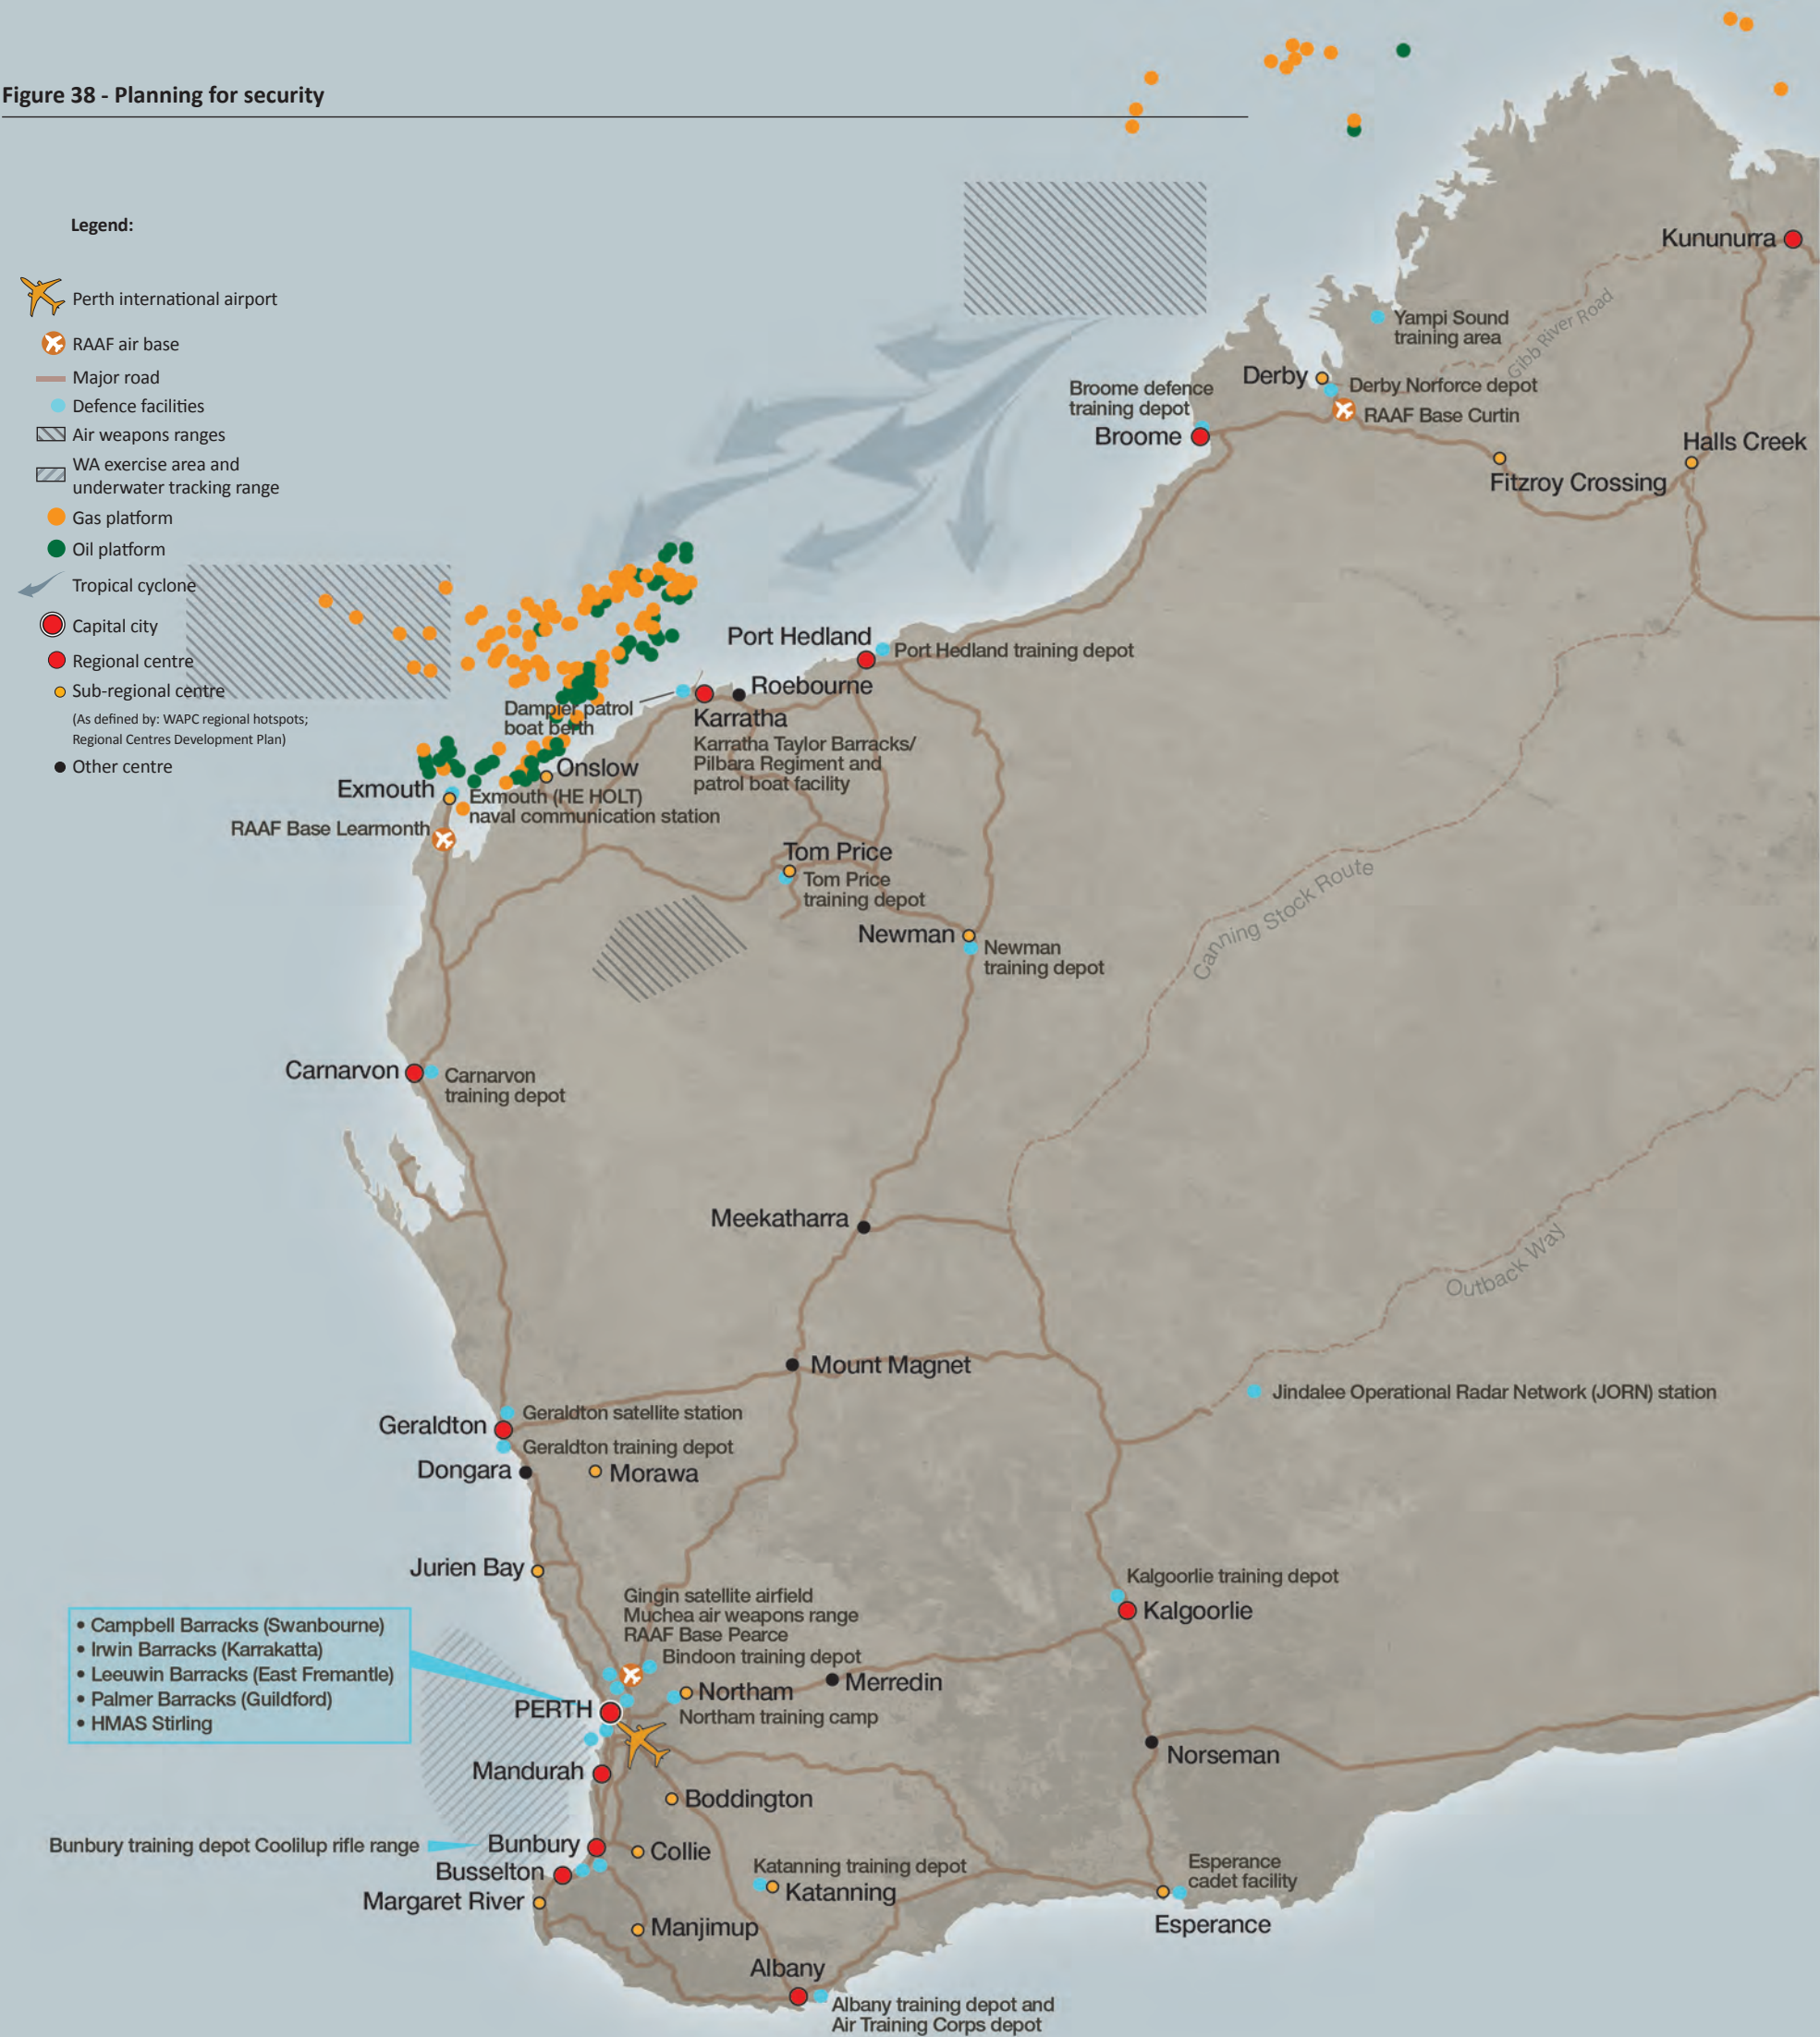 Figure 38 - Planning for security
Legend:
Perth international airport
RAAF air base
Major road
Defence facilities
Air weapons ranges
WA exercise area and
underwater tracking range
Gas platform
Oil platform
Tropical cyclone
Capital city
Regional centre
Sub-regional centre
(As defined by: WAPC regional hotspots;
Regional Centres Development Plan)
Other centre
Kununurra
Gibb River Road
Yampi Sound
training area
Derby
Derby Norforce depot
RAAF Base Curtin
Broome defence
training depot
Broome
Halls Creek
Fitzroy Crossing
Port Hedland
Port Hedland training depot
Roebourne
Dampier patrol
boat berth
Karratha
Karratha Taylor Barracks/
Pilbara Regiment and
patrol boat facility
Onslow
Exmouth
Exmouth (HE HOLT)
naval communication station
RAAF Base Learmonth
Tom Price
Tom Price
training depot
Canning Stock Route
Newman
Newman
training depot
Carnarvon
Carnarvon
training depot
Meekatharra
Outback Way
Mount Magnet
Jindalee Operational Radar Network (JORN) station
Geraldton satellite station
Geraldton
Geraldton training depot
Dongara
Morawa
Jurien Bay
Kalgoorlie training depot
Kalgoorlie
Gingin satellite airfield
Muchea air weapons range
RAAF Base Pearce
Bindoon training depot
• Campbell Barracks (Swanbourne)
• Irwin Barracks (Karrakatta)
• Leeuwin Barracks (East Fremantle)
• Palmer Barracks (Guildford)
• HMAS Stirling
Merredin
Northam
PERTH
Northam training camp
Norseman
Mandurah
Boddington
Bunbury training depot Coolilup rifle range
Bunbury
Collie
Busselton
Katanning training depot
Katanning
Esperance
cadet facility
Margaret River
Esperance
Manjimup
Albany
Albany training depot and
Air Training Corps depot